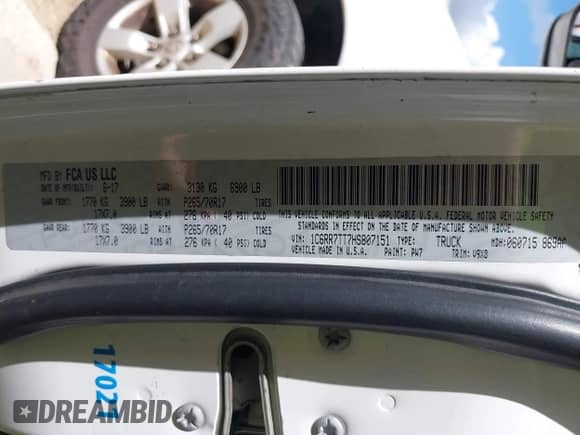 MFD BY: FCA US LLC
DATE OF MFR(BUILT): 6-17 GVWR: 3130 KG 6900 LB
GAWR FRONT: 1770 KG 3900 LB WITH P265/70R17 TIRES
17X7.0 RIMS AT 276 KPA ( 40 PSI) COLD
GAWR REAR: 1770 KG 3900 LB WITH P265/70R17 TIRES
17X7.0 RIMS AT 276 KPA ( 40 PSI) COLD
THIS VEHICLE CONFORMS TO ALL APPLICABLE U.S.A. FEDERAL MOTOR VEHICLE SAFETY
STANDARDS IN EFFECT ON THE DATE OF MANUFACTURE SHOWN ABOVE.
VIN: 1C6RR7TT7HS807151 TYPE: TRUCK MDH: 060715
VEHICLE MADE IN U.S.A. PAINT: PW7 TRIM: V9X8
1702
DREAMBID